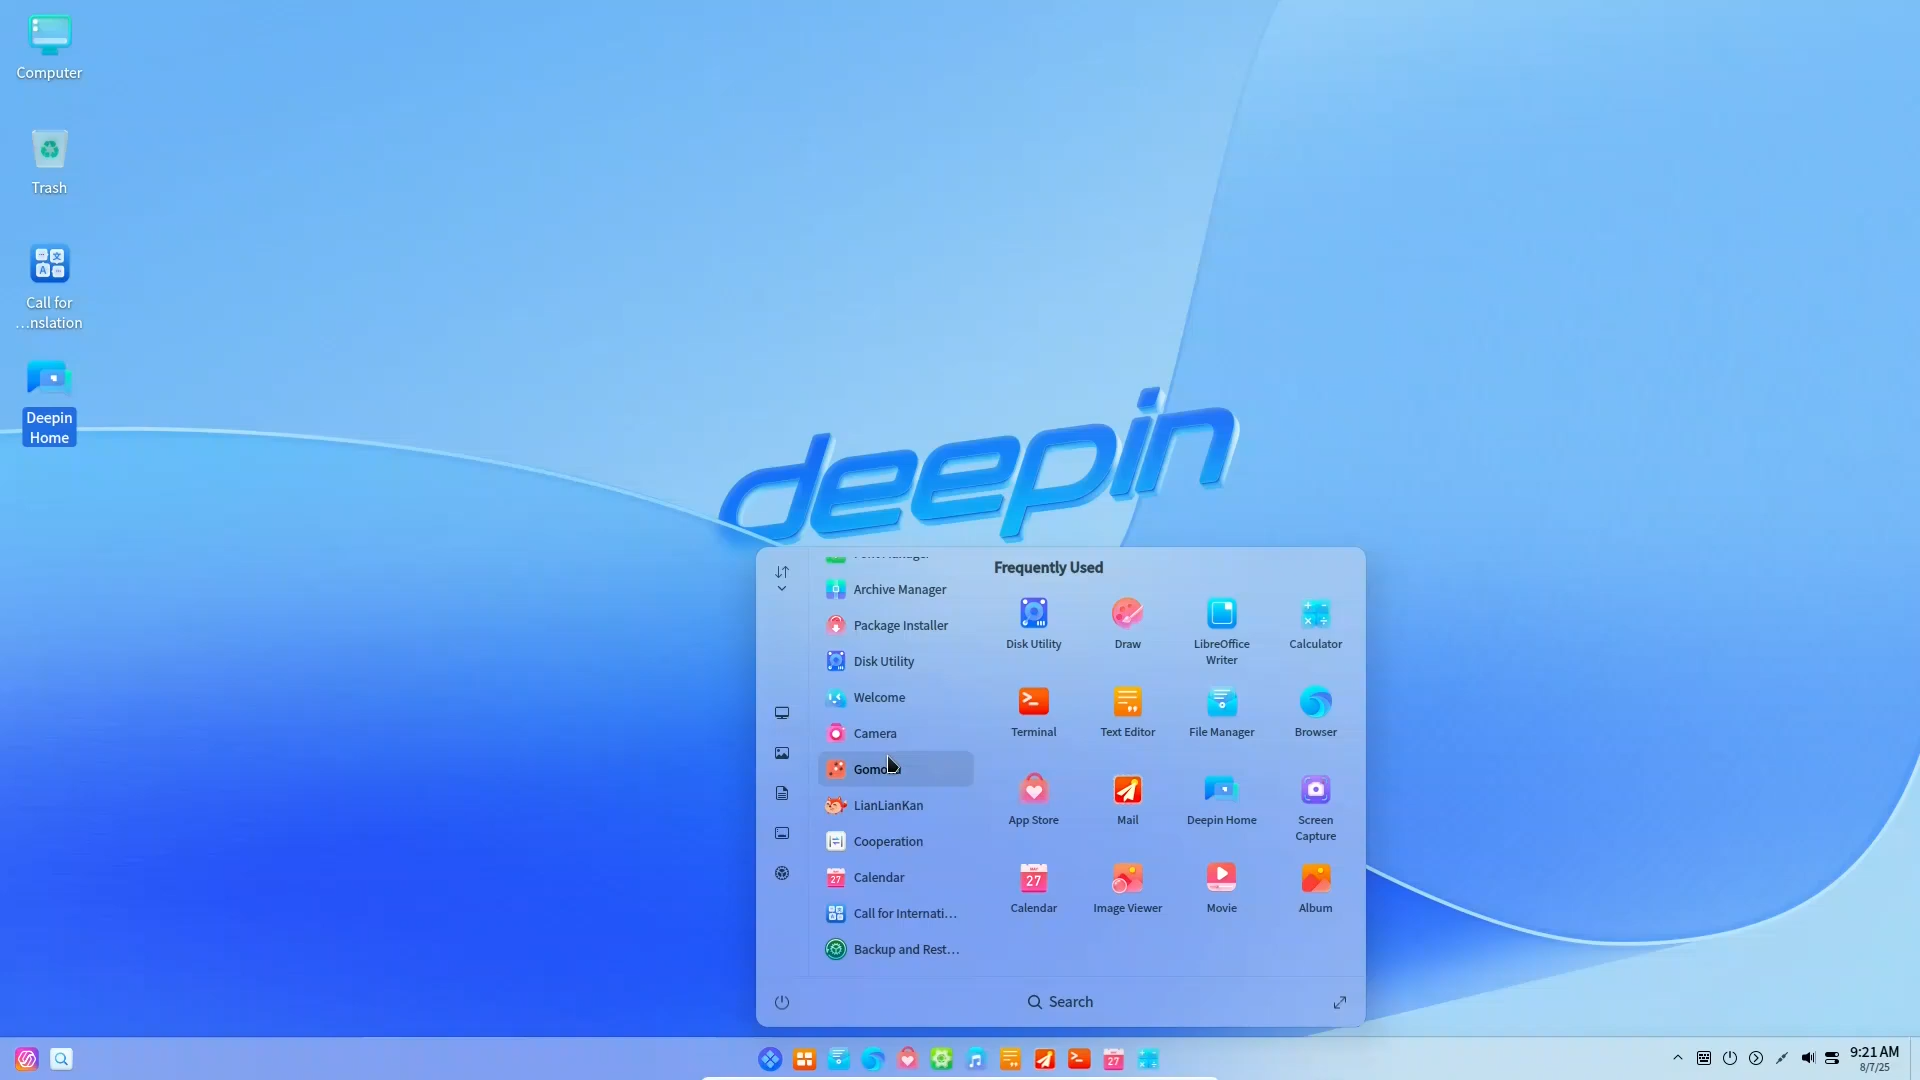 Computer
Trash
Call for
...nslation
Deepin
Home
deepin
Archive Manager
Package Installer
Disk Utility
Welcome
Camera
LianLianKan
Cooperation
Calendar
27
Call for Internati...
Backup and Rest...
Frequently Used
Disk Utility
Draw
LibreOffice
Writer
Calculator
Terminal
Text Editor
File Manager
Browser
App Store
Mail
Deepin Home
Screen
Capture
27
Calendar
Image Viewer
Movie
Album
Search
27
9:21 AM
8/7/25